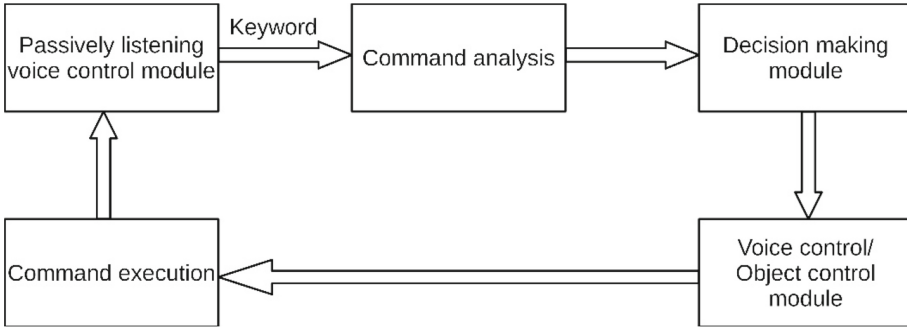 Passively listening
voice control module
Keyword
Command analysis
Decision making
module
Command execution
Voice control/
Object control
module